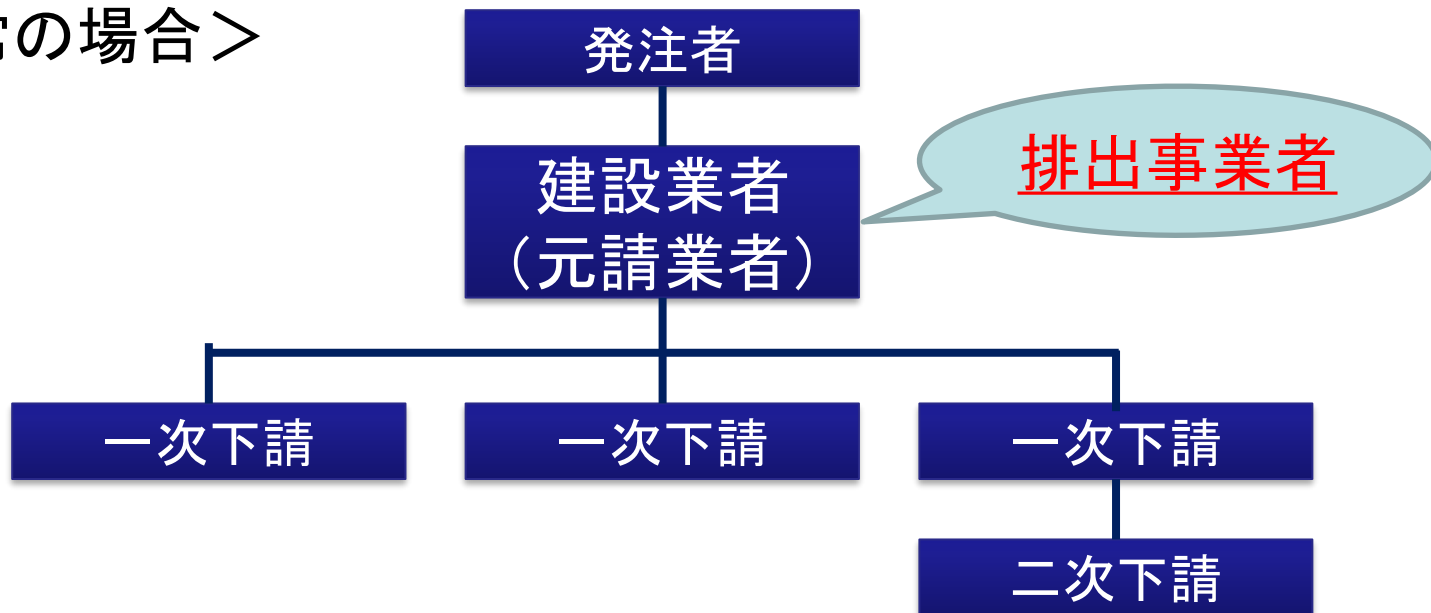 の場合＞
発注者
建設業者
（元請業者）
排出事業者
一次下請
一次下請
一次下請
二次下請